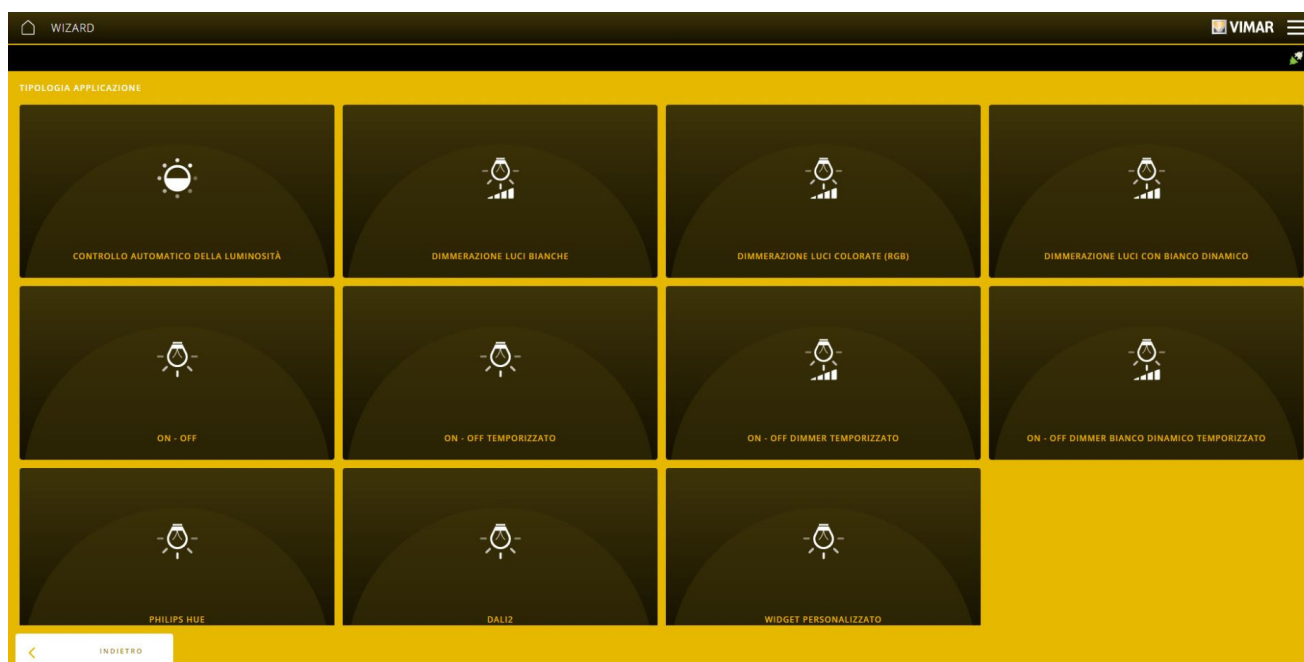 WIZARD
VIMAR
TIPOLOGIA APPLICAZIONE
CONTROLLO AUTOMATICO DELLA LUMINOSITÀ
DIMMERAZIONE LUCI BIANCHE
DIMMERAZIONE LUCI COLORATE (RGB)
DIMMERAZIONE LUCI CON BIANCO DINAMICO
ON - OFF
ON - OFF TEMPORIZZATO
ON - OFF DIMMER TEMPORIZZATO
ON - OFF DIMMER BIANCO DINAMICO TEMPORIZZATO
PHILIPS HUE
DALI2
WIDGET PERSONALIZZATO
INDIETRO